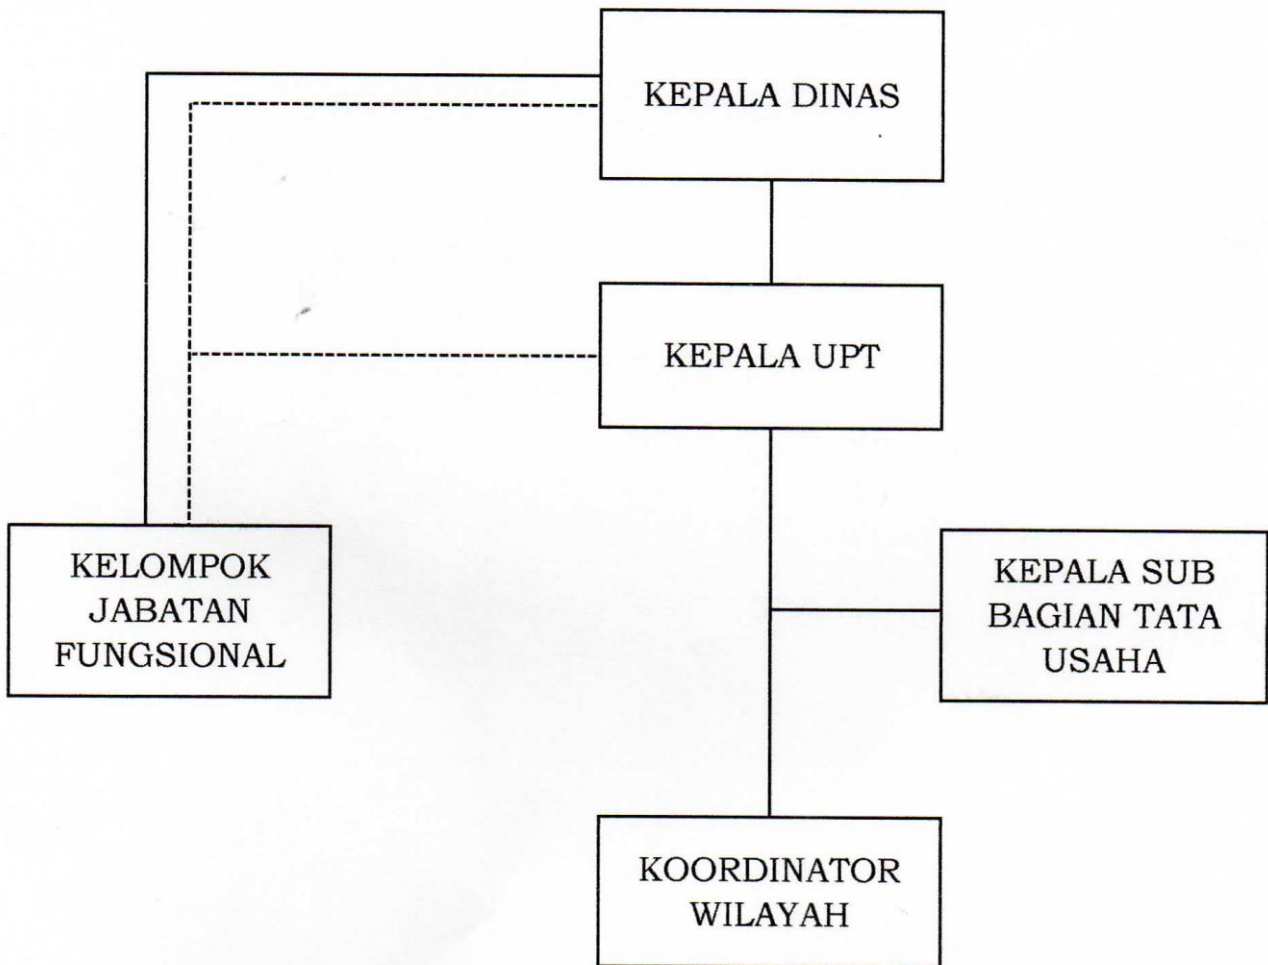 KEPALA DINAS
KEPALA UPT
KELOMPOK
JABATAN
FUNGSIONAL
KEPALA SUB
BAGIAN TATA
USAHA
KOORDINATOR
WILAYAH